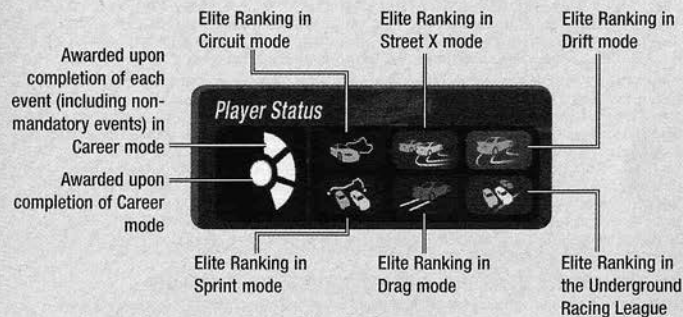 Elite Ranking in
Circuit mode
Elite Ranking in
Street X mode
Elite Ranking in
Drift mode
Awarded upon
completion of each
event (including non-
mandatory events) in
Career mode
Awarded upon
completion of Career
mode
Player Status
Elite Ranking in
Sprint mode
Elite Ranking in
Drag mode
Elite Ranking in
the Underground
Racing League